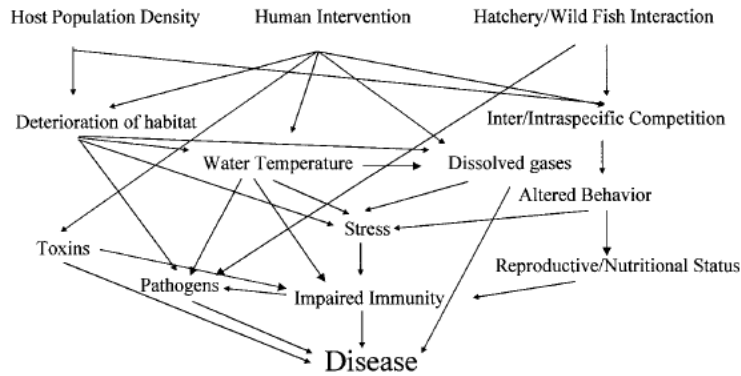 Host Population Density
Human Intervention
Hatchery/Wild Fish Interaction
Deterioration of habitat
Inter/Intraspecific Competition
Water Temperature
Dissolved gases
Altered Behavior
Stress
Toxins
Reproductive/Nutritional Status
Pathogens
Impaired Immunity
Disease